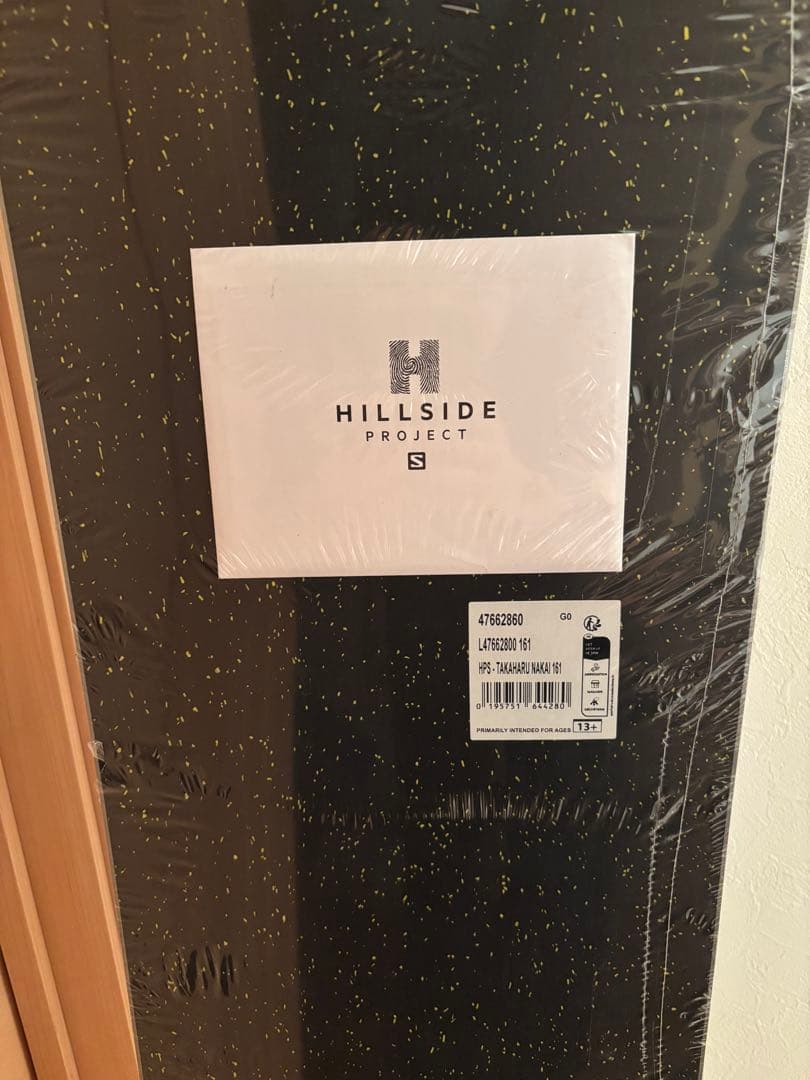 H
HILLSIDE
PROJECT
S
47662860 G0
L47662800 161
HPS - TAKAHARU NAKAI 161
0 195751 644280
PRIMARILY INTENDED FOR AGES 13+